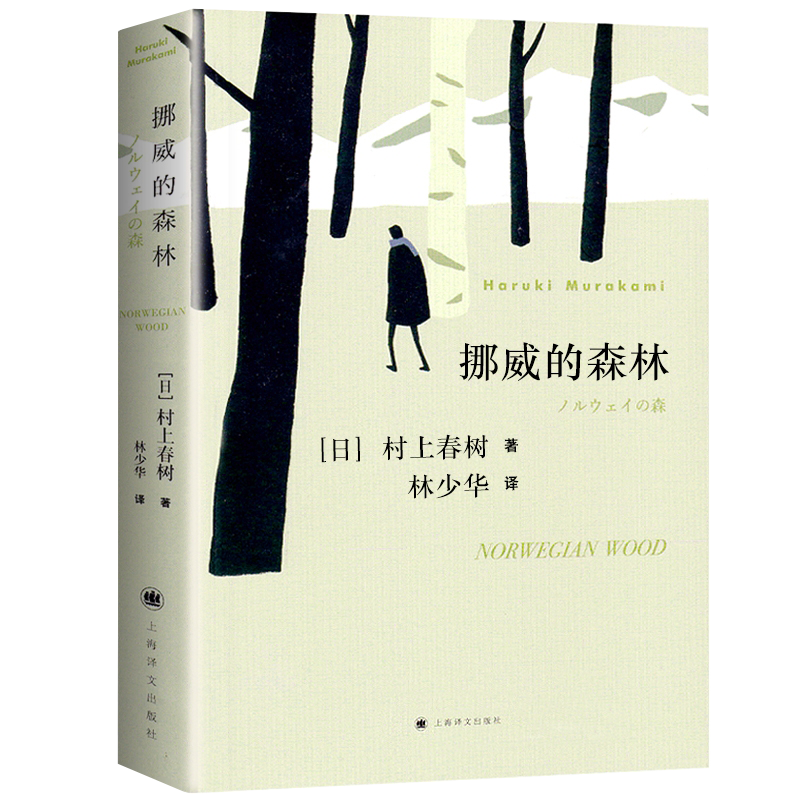 Haruki
Murakami
挪威的森林
ノルウェイの森
NORWEGIAN
WOOD
[日]村上春树 著
林少华 译
上海译文出版社
Haruki Murakami
挪威的森林
ノルウェイの森
[日] 村上春树 著
林少华 译
NORWEGIAN WOOD
上海译文出版社